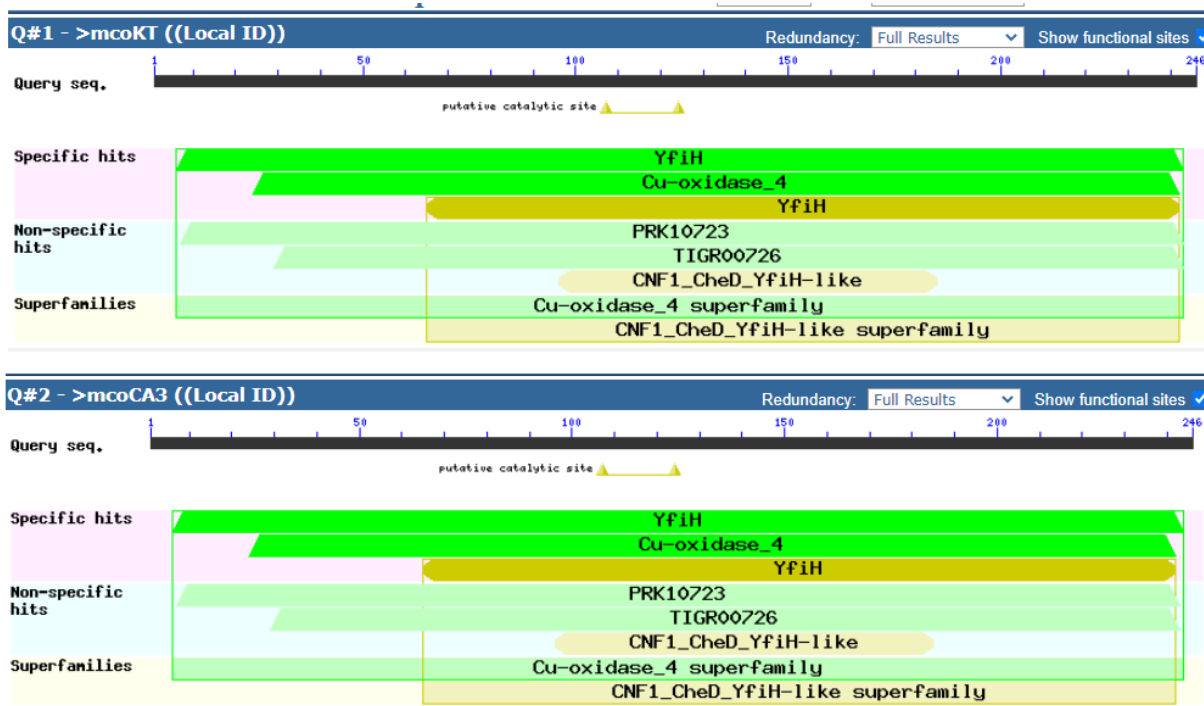 Q#1 - >mcoKT ((Local ID))
Redundancy: Full Results Show functional sites
1 50 100 150 200 246
Query seq.
putative catalytic site
Specific hits
YfiH
Cu-oxidase_4
YfiH
Non-specific
hits
PRK10723
TIGR00726
CNF1_CheD_YfiH-like
Superfamilies
Cu-oxidase_4 superfamily
CNF1_CheD_YfiH-like superfamily
Q#2 - >mcoCA3 ((Local ID))
Redundancy: Full Results Show functional sites
1 50 100 150 200 246
Query seq.
putative catalytic site
Specific hits
YfiH
Cu-oxidase_4
YfiH
Non-specific
hits
PRK10723
TIGR00726
CNF1_CheD_YfiH-like
Superfamilies
Cu-oxidase_4 superfamily
CNF1_CheD_YfiH-like superfamily